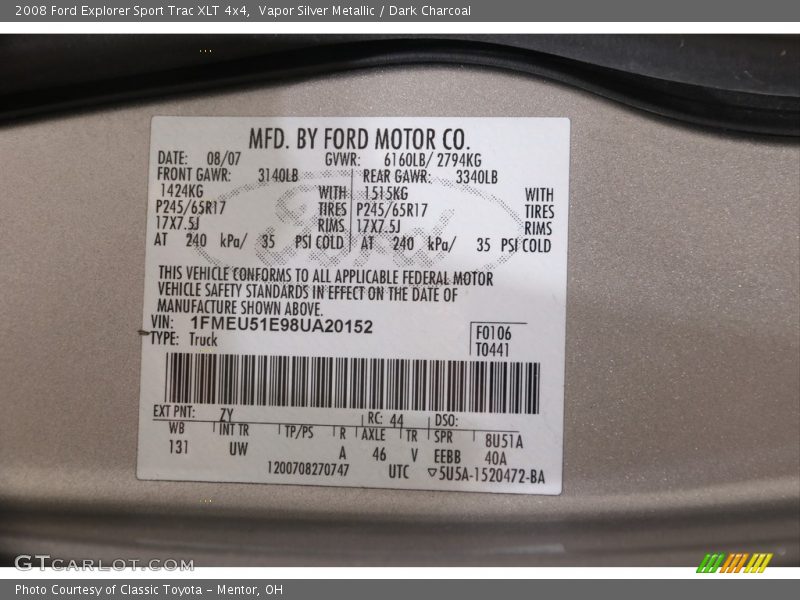 2008 Ford Explorer Sport Trac XLT 4x4, Vapor Silver Metallic / Dark Charcoal
MFD. BY FORD MOTOR CO.
DATE: 08/07 GVWR: 6160LB/ 2794KG
FRONT GAWR: 3140LB REAR GAWR: 3340LB
1424KG WITH 1515KG WITH
P245/65R17 TIRES P245/65R17 TIRES
17X7.5J RIMS 17X7.5J RIMS
AT 240 kPa/ 35 PSI COLD AT 240 kPa/ 35 PSI COLD
Ford
THIS VEHICLE CONFORMS TO ALL APPLICABLE FEDERAL MOTOR
VEHICLE SAFETY STANDARDS IN EFFECT ON THE DATE OF
MANUFACTURE SHOWN ABOVE.
VIN: 1FMEU51E98UA20152
TYPE: Truck
F0106
T0441
EXT PNT: ZY RC: 44 DSO:
WB INT TR TP/PS R AXLE TR SPR 8U51A
131 UW A 46 V EEBB 40A
1200708270747 UTC ▽5U5A-1520472-BA
GTCARLOT.COM
Photo Courtesy of Classic Toyota - Mentor, OH